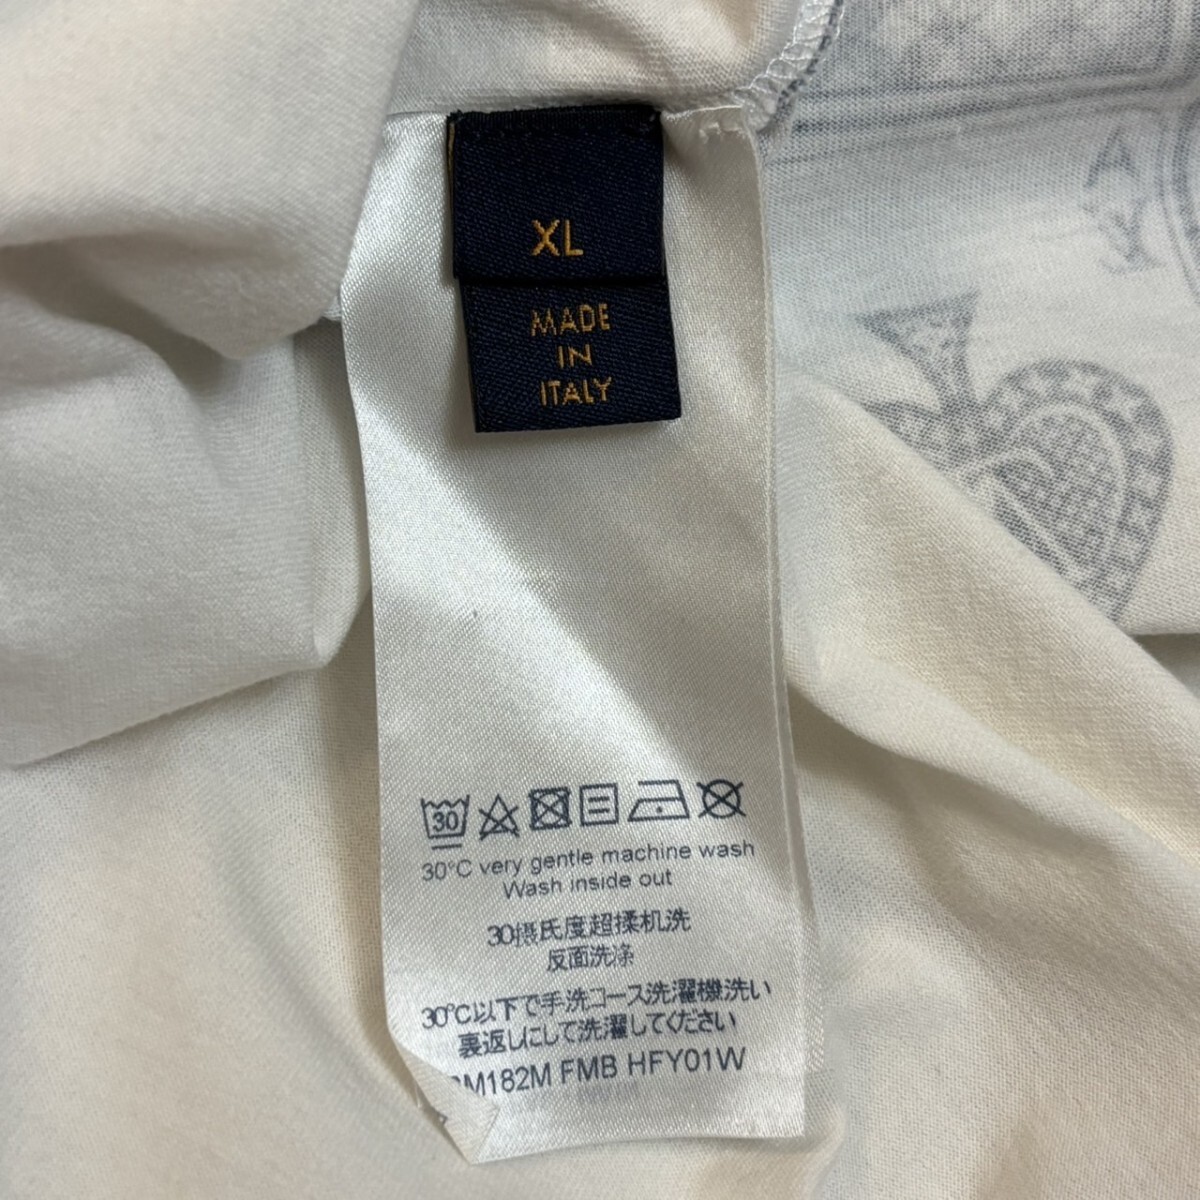 XL
MADE
IN
ITALY
30
30°C very gentle machine wash
Wash inside out
30摄氏度超揉机洗
反面洗涤
30℃以下で手洗コース洗濯機洗い
裏返しにして洗濯してください
M182M FMB HFY01W
A